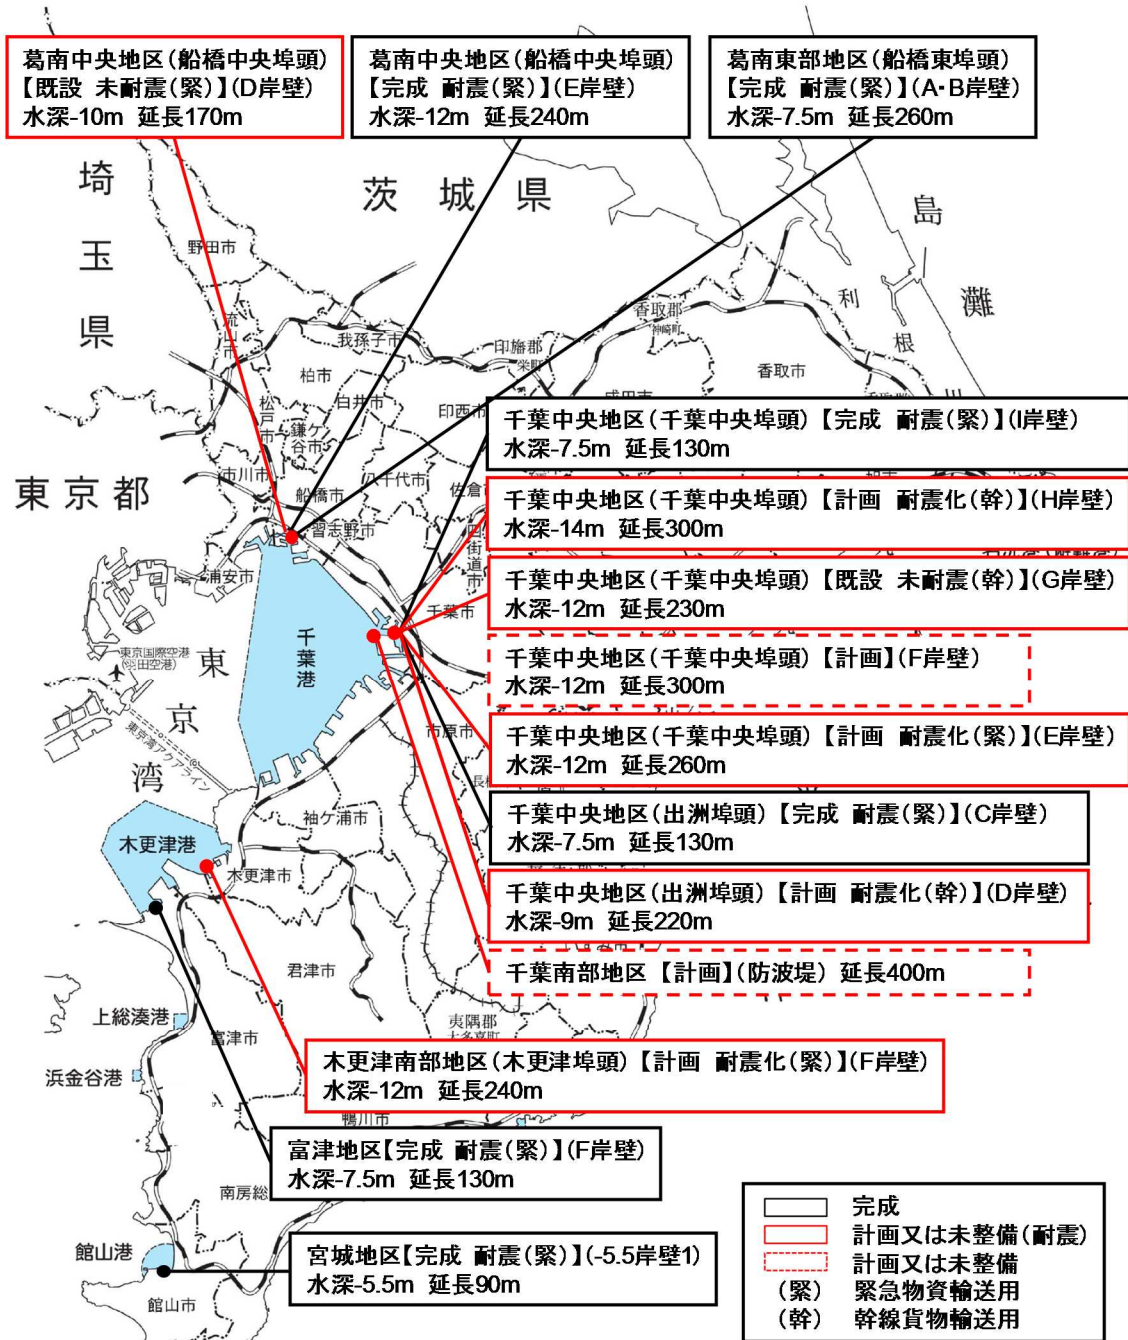 葛南中央地区(船橋中央埠頭)
【既設 未耐震(緊)】(D岸壁)
水深-10m 延長170m
葛南中央地区(船橋中央埠頭)
【完成 耐震(緊)】(E岸壁)
水深-12m 延長240m
葛南東部地区(船橋東埠頭)
【完成 耐震(緊)】(A・B岸壁)
水深-7.5m 延長260m
埼玉県
茨城県
島
灘
利
根
川
野田市
流山市
我孫子市
柏市
印旛郡
栄町
香取郡
神崎町
香取市
成田市
松戸市
白井市
鎌ケ谷市
印西市
市川市
船橋市
八千代市
佐倉
東京都
習志野市
四街道市
浦安市
千葉市
千葉中央地区(千葉中央埠頭)【完成 耐震(緊)】(I岸壁)
水深-7.5m 延長130m
千葉中央地区(千葉中央埠頭)【計画 耐震化(幹)】(H岸壁)
水深-14m 延長300m
千葉中央地区(千葉中央埠頭)【既設 未耐震(幹)】(G岸壁)
水深-12m 延長230m
千葉中央地区(千葉中央埠頭)【計画】(F岸壁)
水深-12m 延長300m
千葉中央地区(千葉中央埠頭)【計画 耐震化(緊)】(E岸壁)
水深-12m 延長260m
千葉中央地区(出洲埠頭)【完成 耐震(緊)】(C岸壁)
水深-7.5m 延長130m
千葉中央地区(出洲埠頭)【計画 耐震化(幹)】(D岸壁)
水深-9m 延長220m
千葉南部地区【計画】(防波堤) 延長400m
千葉港
東京国際空港
(羽田空港)
東京湾
東京湾アクアライン
市原市
袖ケ浦市
木更津港
木更津市
君津市
上総湊港
富津市
夷隅郡
大多喜町
浜金谷港
木更津南部地区(木更津埠頭)【計画 耐震化(緊)】(F岸壁)
水深-12m 延長240m
鴨川市
富津地区【完成 耐震(緊)】(F岸壁)
水深-7.5m 延長130m
南房総
館山港
宮城地区【完成 耐震(緊)】(-5.5岸壁1)
水深-5.5m 延長90m
館山市
完成
計画又は未整備(耐震)
計画又は未整備
(緊) 緊急物資輸送用
(幹) 幹線貨物輸送用